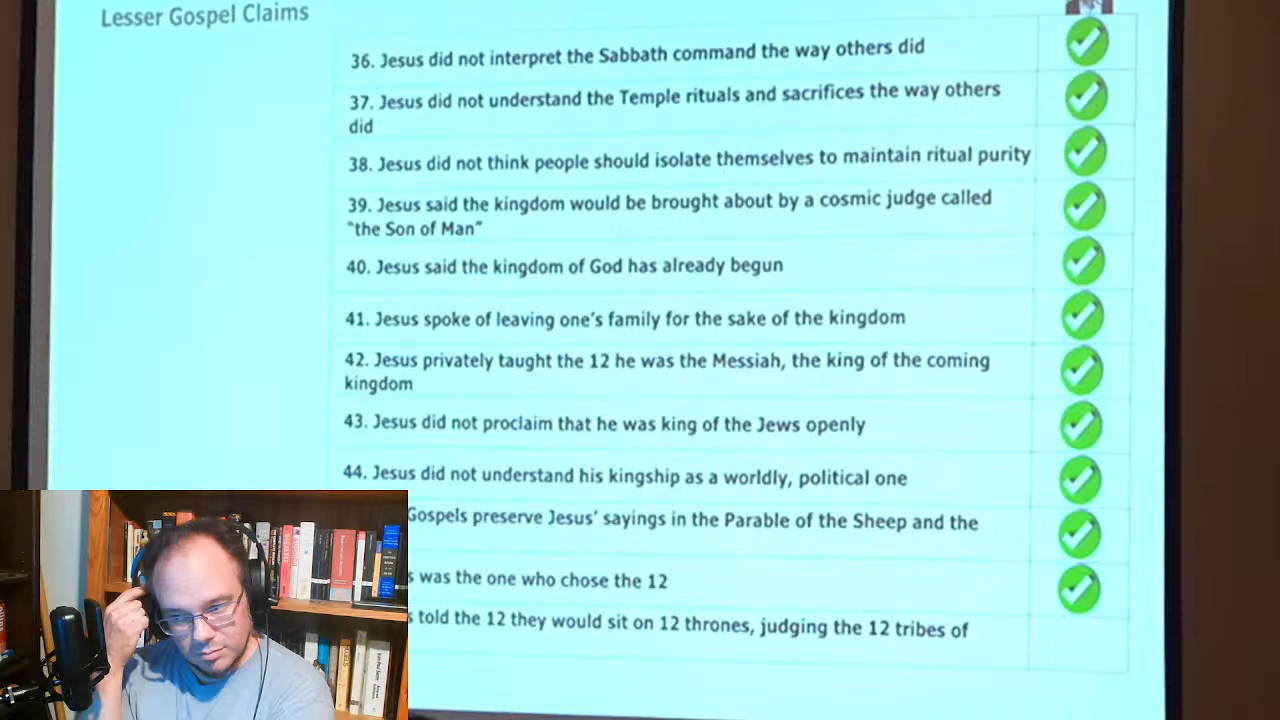 Lesser Gospel Claims
36. Jesus did not interpret the Sabbath command the way others did
37. Jesus did not understand the Temple rituals and sacrifices the way others
did
38. Jesus did not think people should isolate themselves to maintain ritual purity
39. Jesus said the kingdom would be brought about by a cosmic judge called
"the Son of Man"
40. Jesus said the kingdom of God has already begun
41. Jesus spoke of leaving one's family for the sake of the kingdom
42. Jesus privately taught the 12 he was the Messiah, the king of the coming
kingdom
43. Jesus did not proclaim that he was king of the Jews openly
44. Jesus did not understand his kingship as a worldly, political one
Gospels preserve Jesus' sayings in the Parable of the Sheep and the
s was the one who chose the 12
s told the 12 they would sit on 12 thrones, judging the 12 tribes of